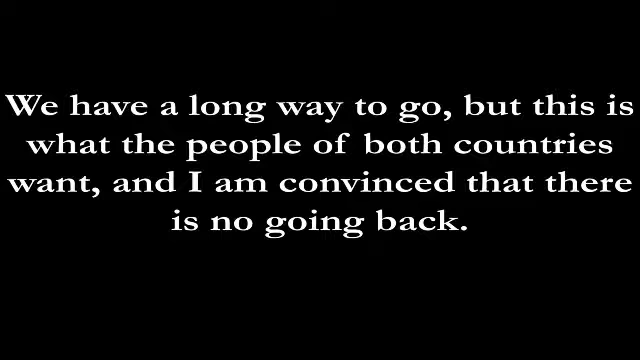 We have a long way to go, but this is
what the people of both countries
want, and I am convinced that there
is no going back.